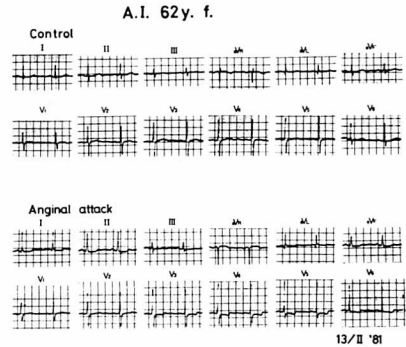 A.I. 62y. f.
Control
I II III aVR aVL aVF
V1 V2 V3 V4 V5 V6
Anginal attack
I II III aVR aVL aVF
V1 V2 V3 V4 V5 V6
13/II '81